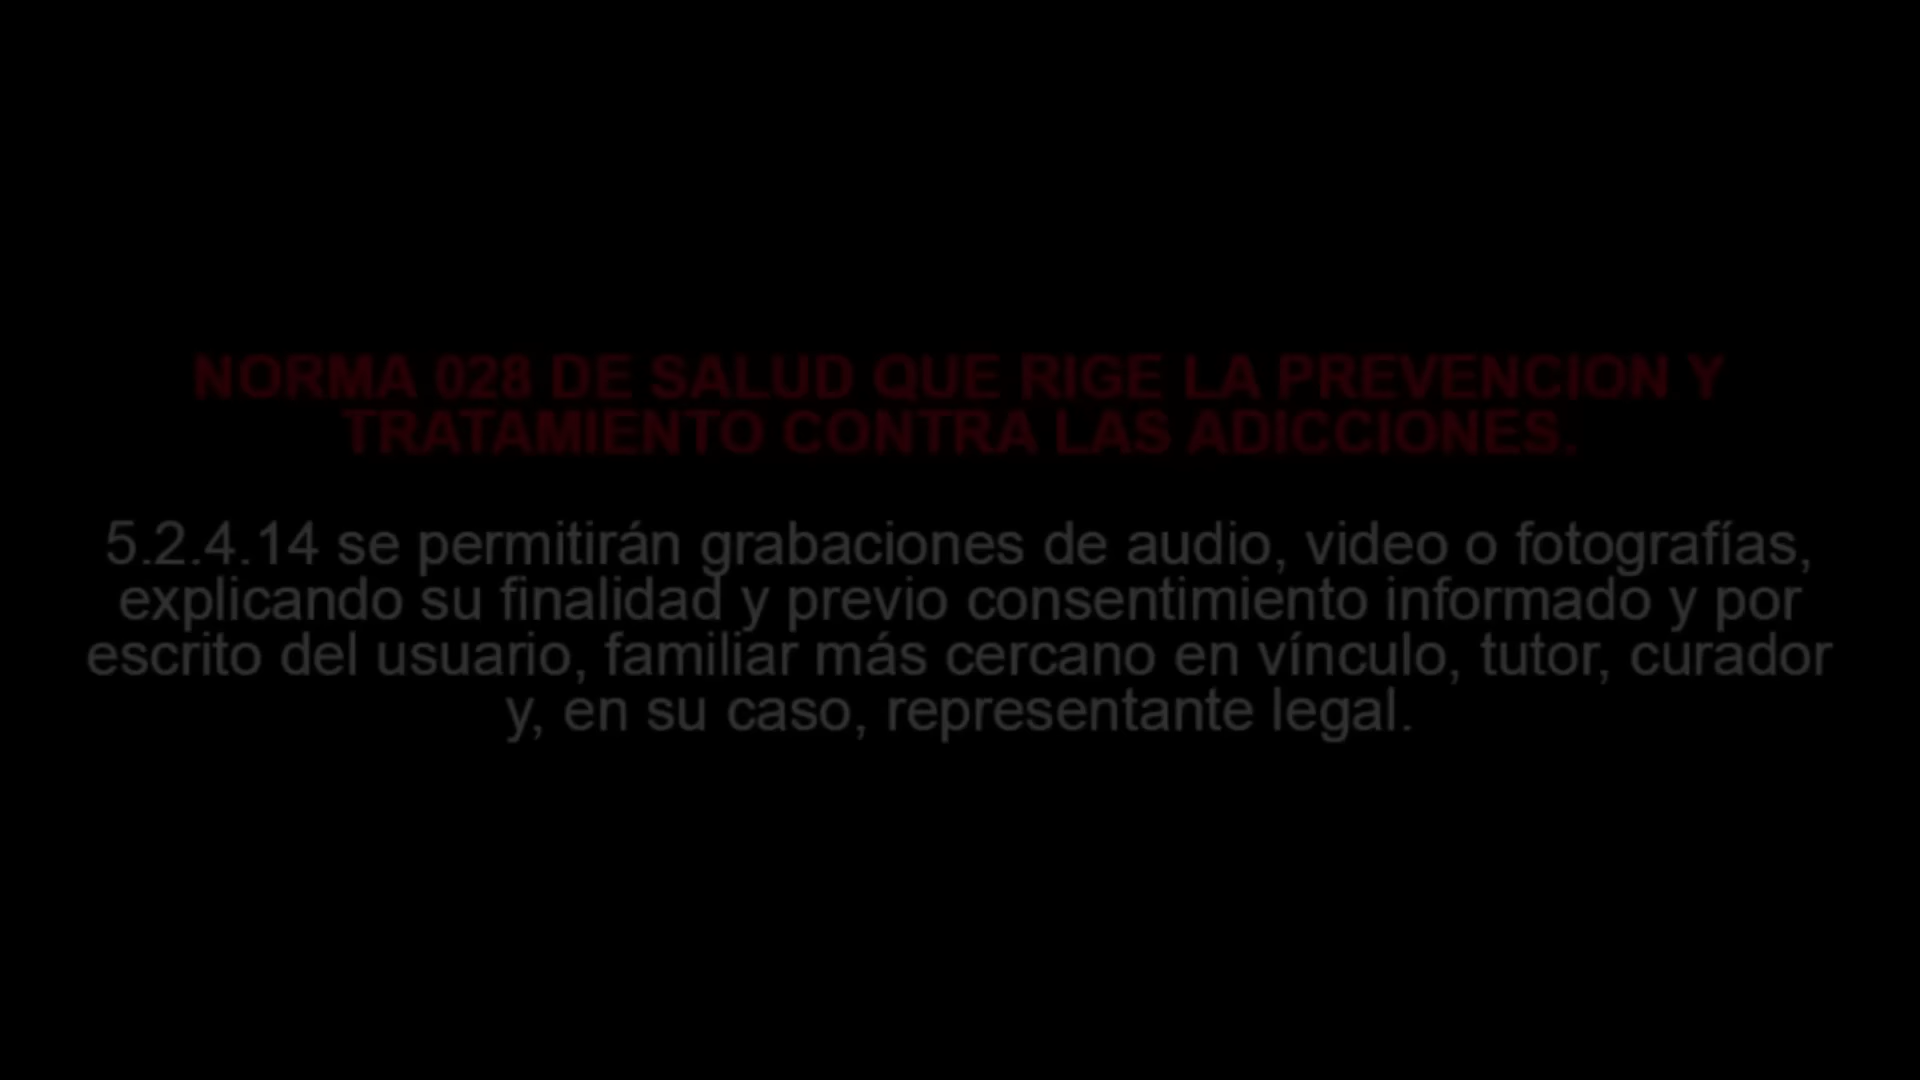 NORMA 028 DE SALUD QUE RIGE LA PREVENCION Y
TRATAMIENTO CONTRA LAS ADICCIONES.
5.2.4.14 se permitirán grabaciones de audio, video o fotografías,
explicando su finalidad y previo consentimiento informado y por
escrito del usuario, familiar más cercano en vínculo, tutor, curador
y, en su caso, representante legal.